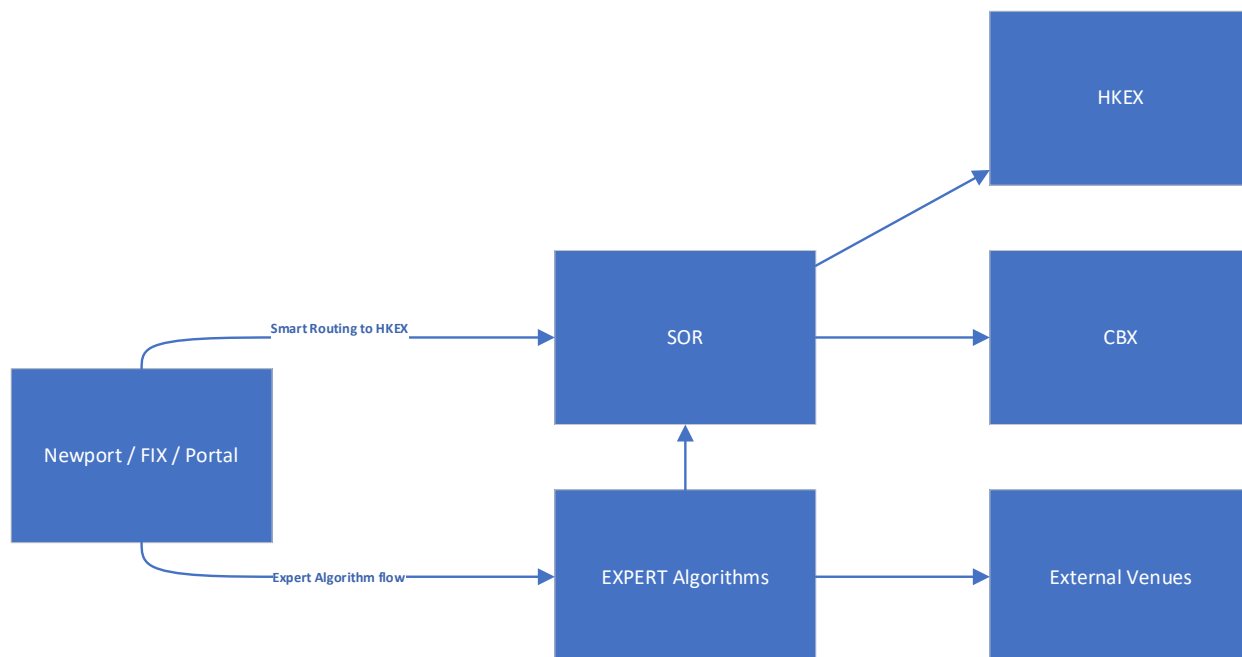 HKEX
Smart Routing to HKEX
SOR
CBX
Newport / FIX / Portal
Expert Algorithm flow
EXPERT Algorithms
External Venues